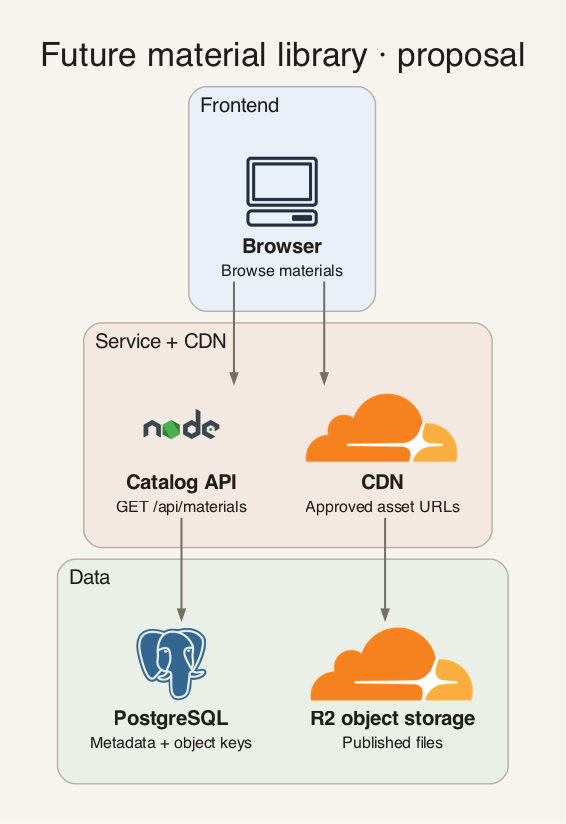 Future material library · proposal
Frontend
Browser
Browse materials
Service + CDN
node
Catalog API
GET /api/materials
CDN
Approved asset URLs
Data
PostgreSQL
Metadata + object keys
R2 object storage
Published files